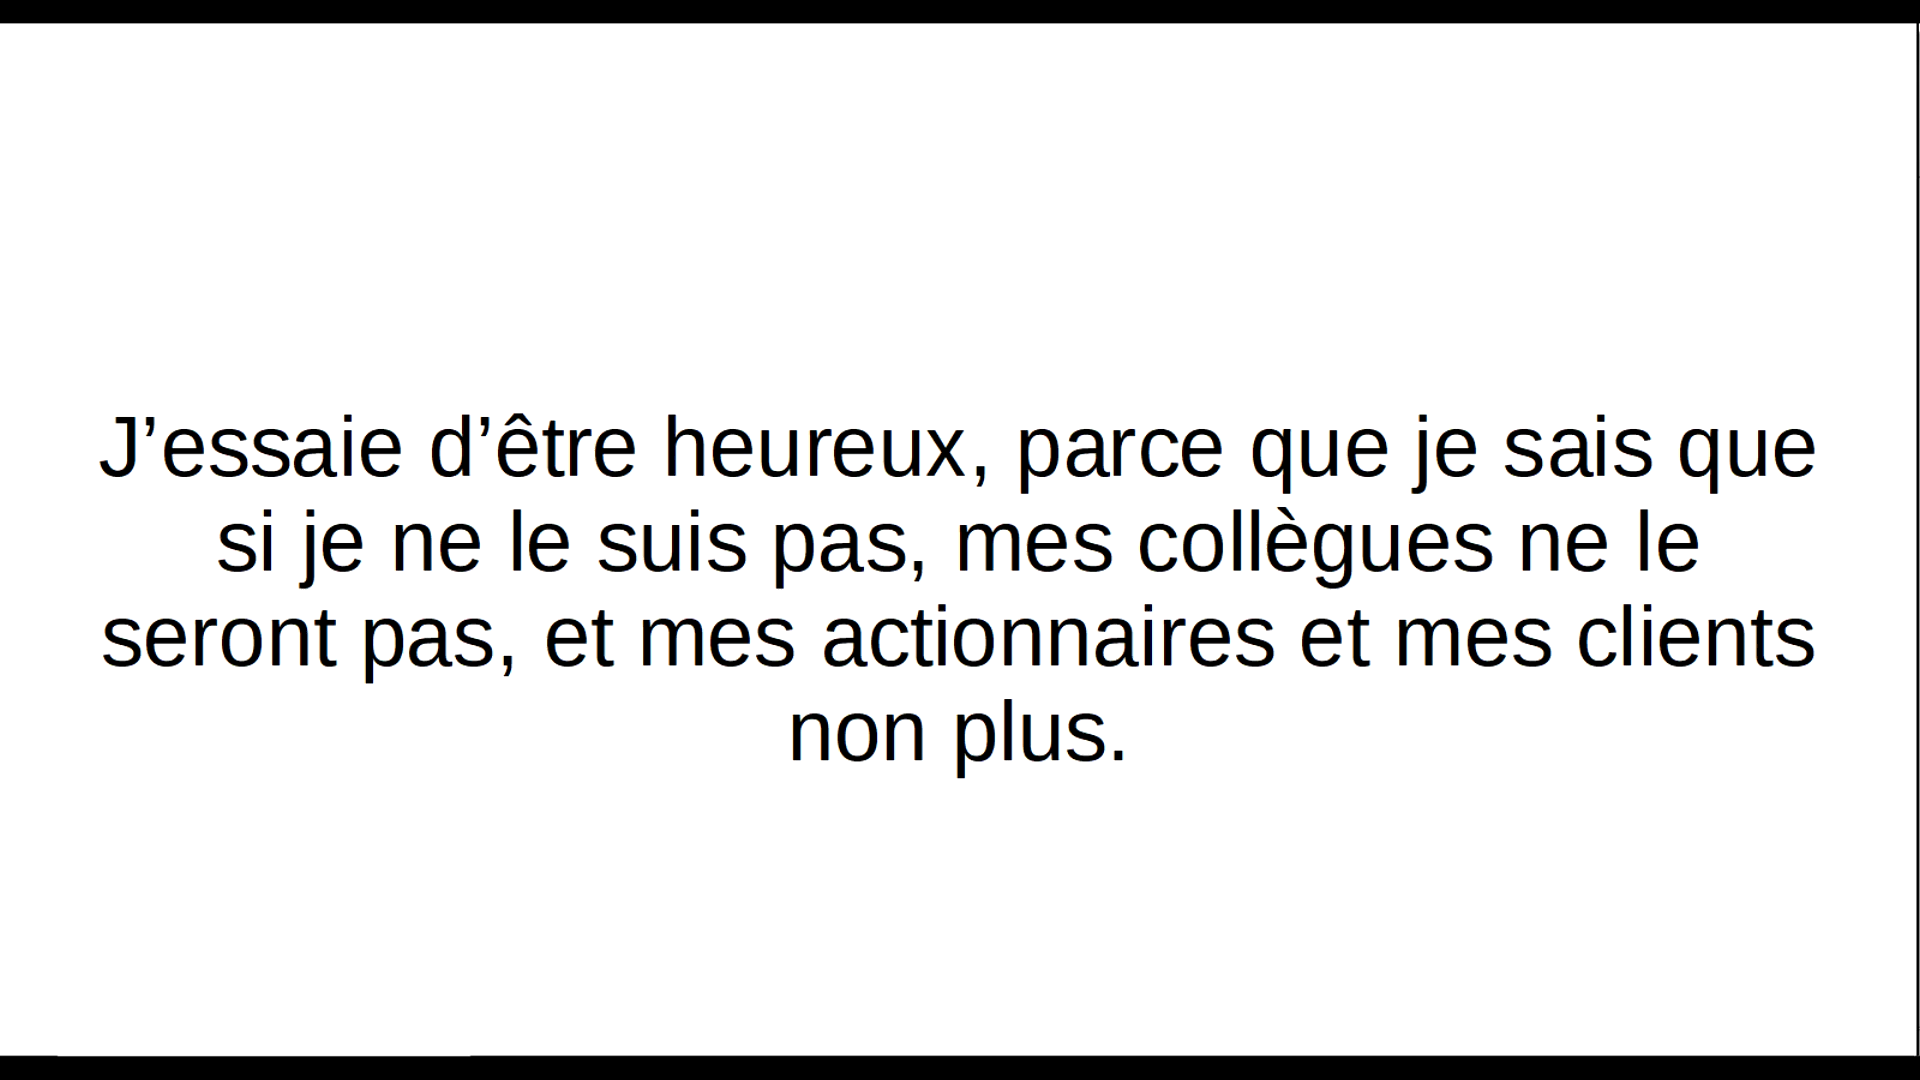 J’essaie d’être heureux, parce que je sais que
si je ne le suis pas, mes collègues ne le
seront pas, et mes actionnaires et mes clients
non plus.